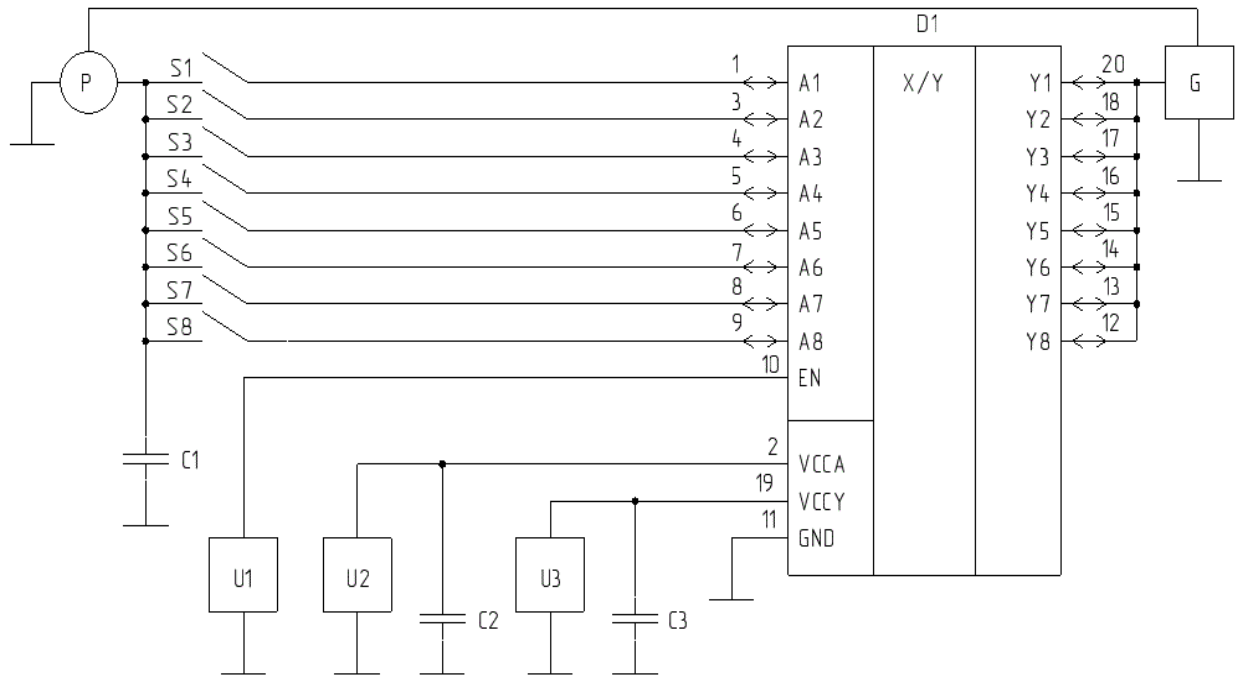 D1
P S1 1 A1 X/Y Y1 20 G
S2 3 A2 Y2 18
S3 4 A3 Y3 17
S4 5 A4 Y4 16
S5 6 A5 Y5 15
S6 7 A6 Y6 14
S7 8 A7 Y7 13
S8 9 A8 Y8 12
10 EN
C1 2 VCCA
19 VCCY
11 GND
U1 U2 U3
C2 C3